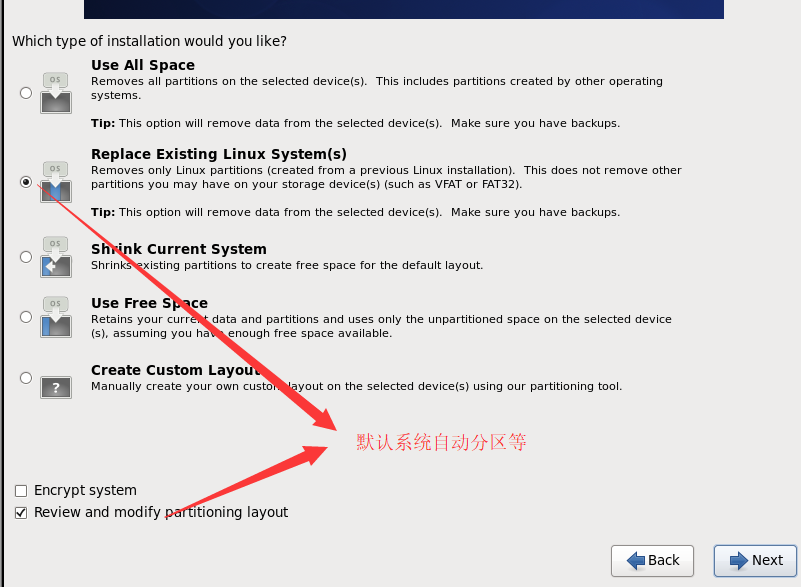 Which type of installation would you like?
Use All Space
OS
Removes all partitions on the selected device(s).  This includes partitions created by other operating
systems.
Tip: This option will remove data from the selected device(s).  Make sure you have backups.
Replace Existing Linux System(s)
OS
Removes only Linux partitions (created from a previous Linux installation).  This does not remove other
partitions you may have on your storage device(s) (such as VFAT or FAT32).
Tip: This option will remove data from the selected device(s).  Make sure you have backups.
Shrink Current System
OS
Shrinks existing partitions to create free space for the default layout.
Use Free Space
OS
Retains your current data and partitions and uses only the unpartitioned space on the selected device
(s), assuming you have enough free space available.
Create Custom Layout
?
Manually create your own custom layout on the selected device(s) using our partitioning tool.
默认系统自动分区等
Encrypt system
Review and modify partitioning layout
Back
Next